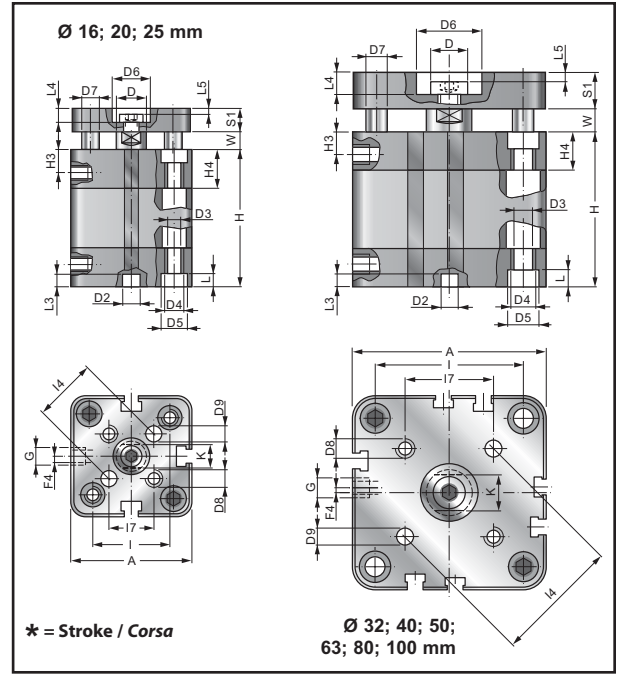 Ø 16; 20; 25 mm
D6
D7
D
L4
L5
S1
W
H3
H4
D3
H
L
L3
D2
D4
D5
D6
D7
D
L4
L5
S1
W
H3
H4
D3
H
L
L3
D2
D4
D5
I4
D9
G
F4
K
D8
I7
I
A
A
I
I7
D8
G
F4
D9
K
I4
* = Stroke / Corsa
Ø 32; 40; 50;
63; 80; 100 mm